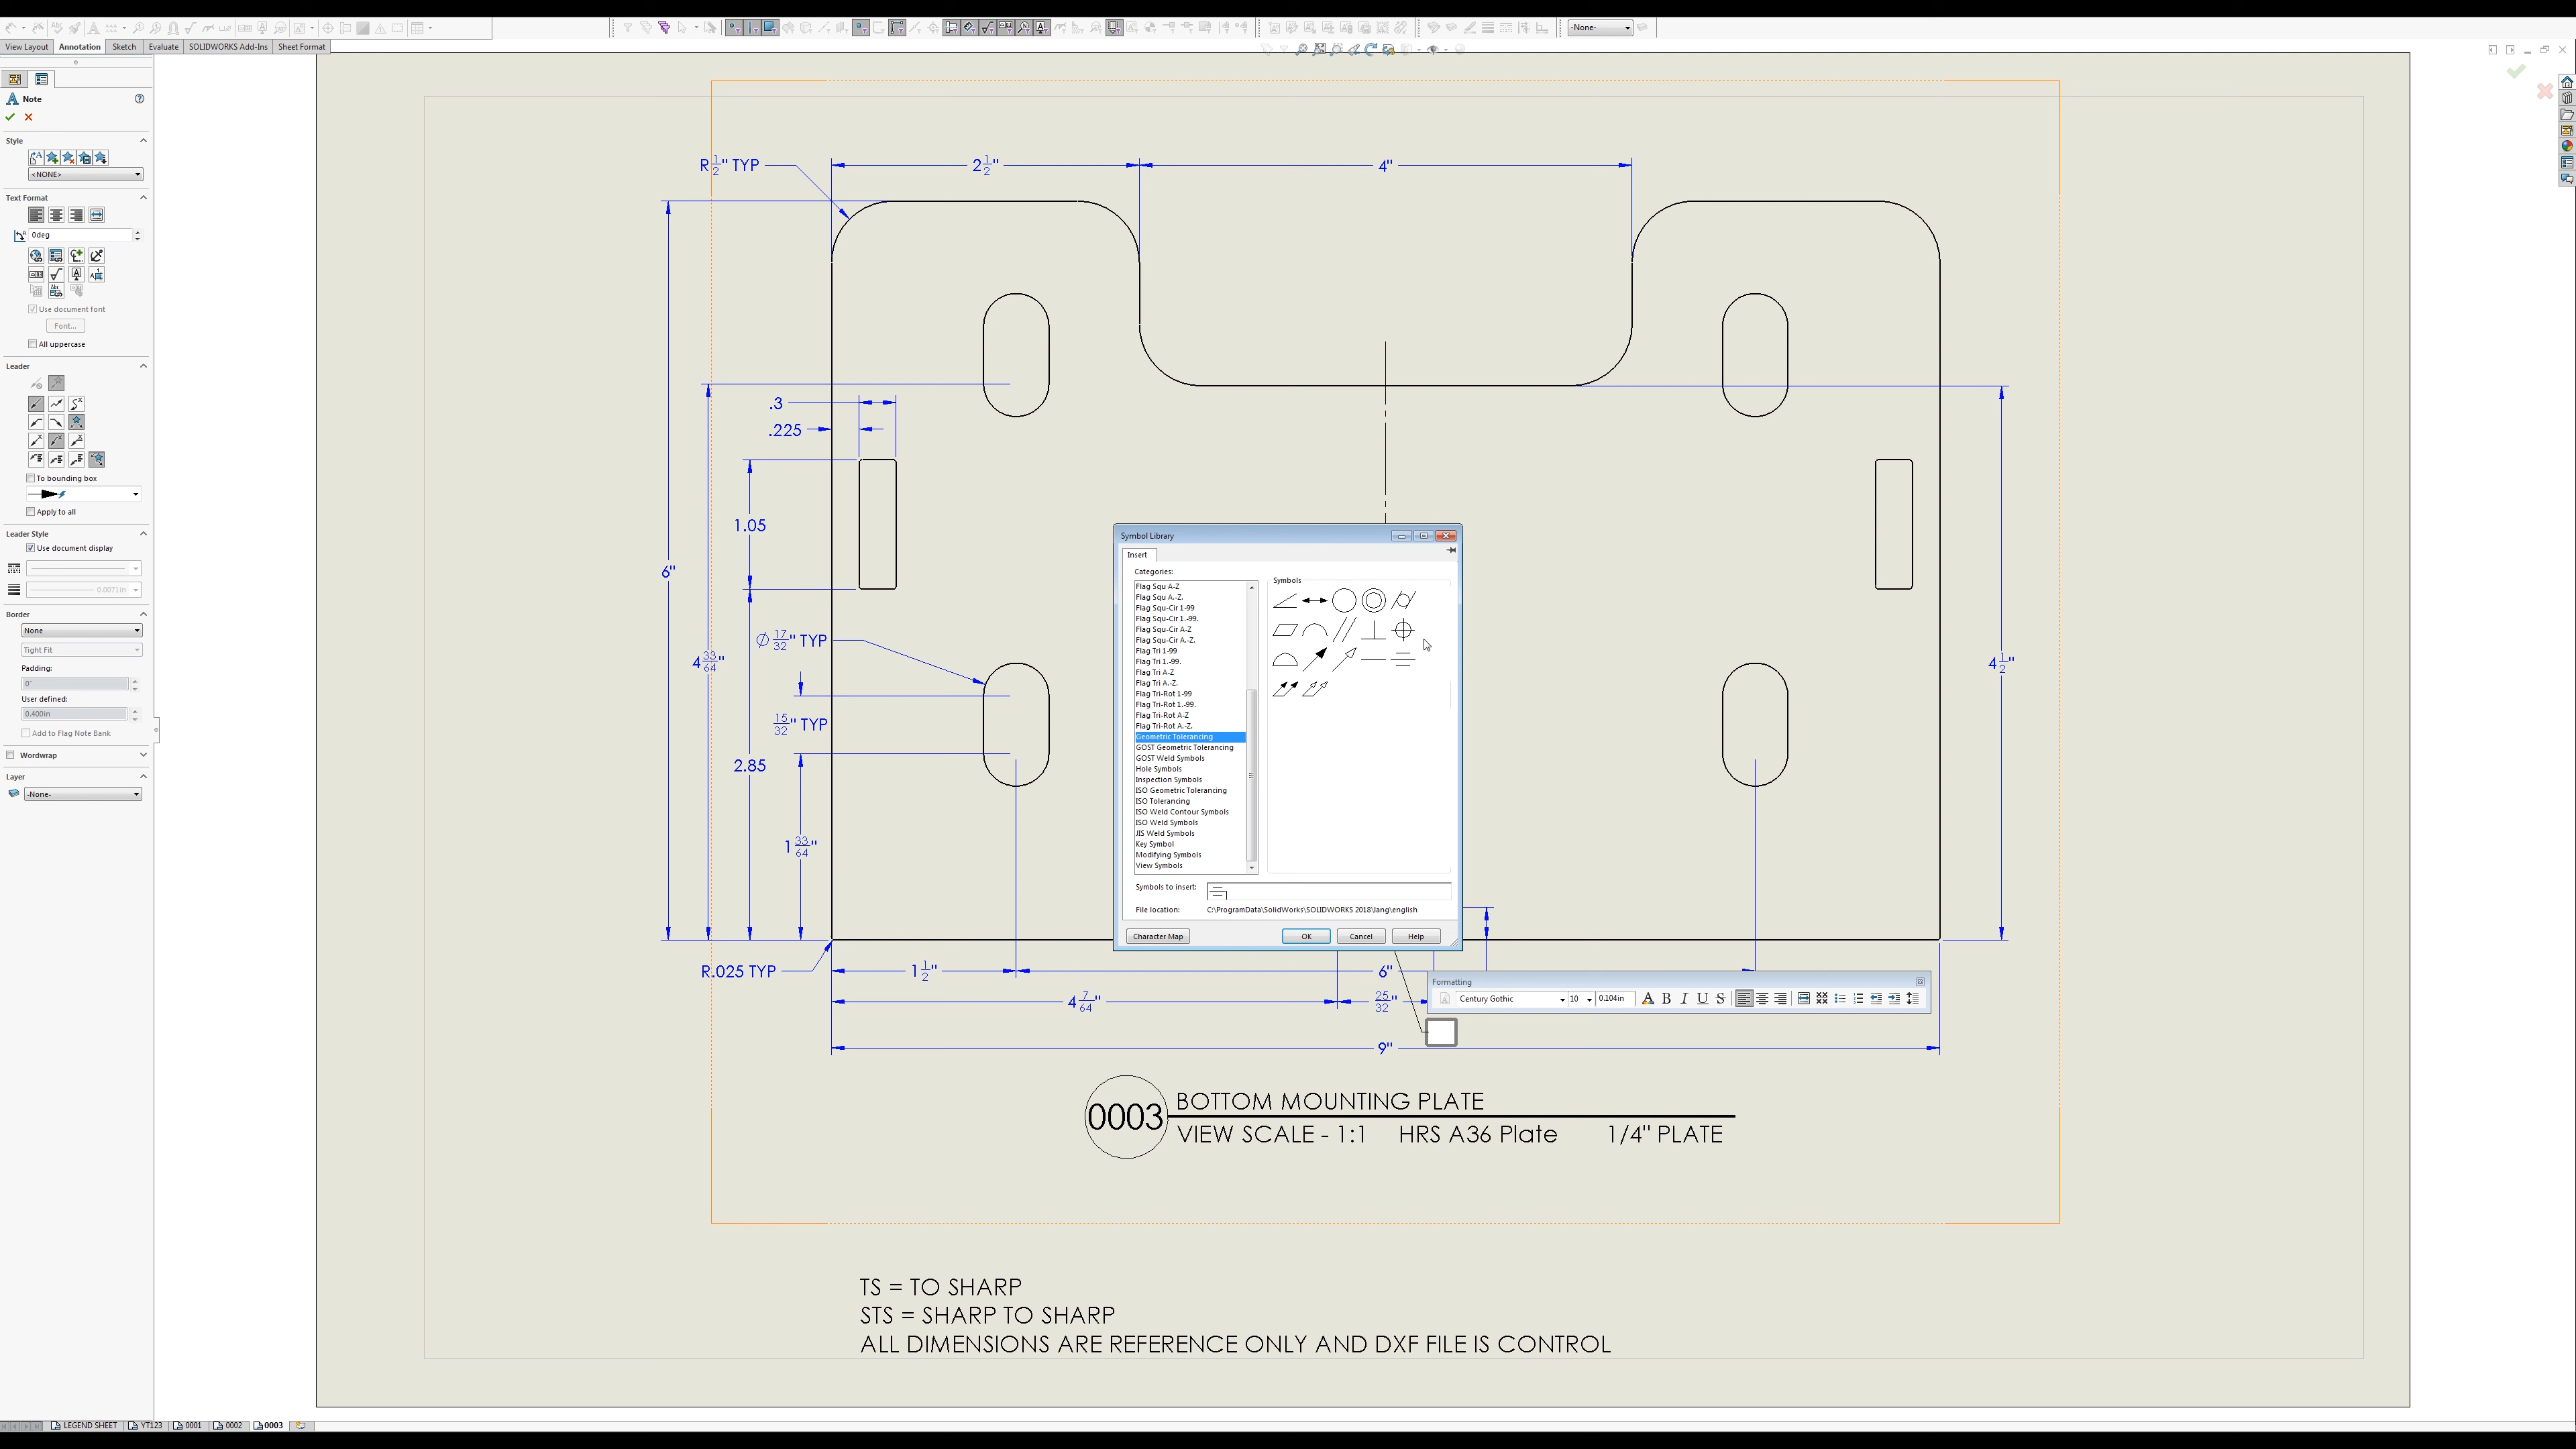 -None-
View Layout
Annotation
Sketch
Evaluate
SOLIDWORKS Add-Ins
Sheet Format
Note
Style
<NONE>
Text Format
0deg
Use document font
Font...
All uppercase
Leader
To bounding box
Apply to all
Leader Style
Use document display
0.0071in
Border
None
Tight Fit
Padding:
0"
User defined:
0.400in
Add to Flag Note Bank
Wordwrap
Layer
-None-
R1/2" TYP
2 1/2"
4"
.3
.225
1.05
6"
Ø 17/32" TYP
4 33/64"
15/32" TYP
2.85
1 33/64"
4 1/2"
R.025 TYP
1 1/2"
6"
4 7/64"
25/32"
9"
Symbol Library
Insert
Categories:
Symbols
Flag Squ A-Z
Flag Squ A.-Z.
Flag Squ-Cir 1-99
Flag Squ-Cir 1.-99.
Flag Squ-Cir A-Z
Flag Squ-Cir A.-Z.
Flag Tri 1-99
Flag Tri 1.-99.
Flag Tri A-Z
Flag Tri A.-Z.
Flag Tri-Rot 1-99
Flag Tri-Rot 1.-99.
Flag Tri-Rot A-Z
Flag Tri-Rot A.-Z.
Geometric Tolerancing
GOST Geometric Tolerancing
GOST Weld Symbols
Hole Symbols
Inspection Symbols
ISO Geometric Tolerancing
ISO Tolerancing
ISO Weld Contour Symbols
ISO Weld Symbols
JIS Weld Symbols
Key Symbol
Modifying Symbols
View Symbols
Symbols to insert:
File location: C:\ProgramData\SolidWorks\SOLIDWORKS 2018\lang\english
Character Map
OK
Cancel
Help
Formatting
Century Gothic
10
0.104in
A B I U S
0003
BOTTOM MOUNTING PLATE
VIEW SCALE - 1:1 HRS A36 Plate 1/4" PLATE
TS = TO SHARP
STS = SHARP TO SHARP
ALL DIMENSIONS ARE REFERENCE ONLY AND DXF FILE IS CONTROL
LEGEND SHEET
YT123
0001
0002
0003